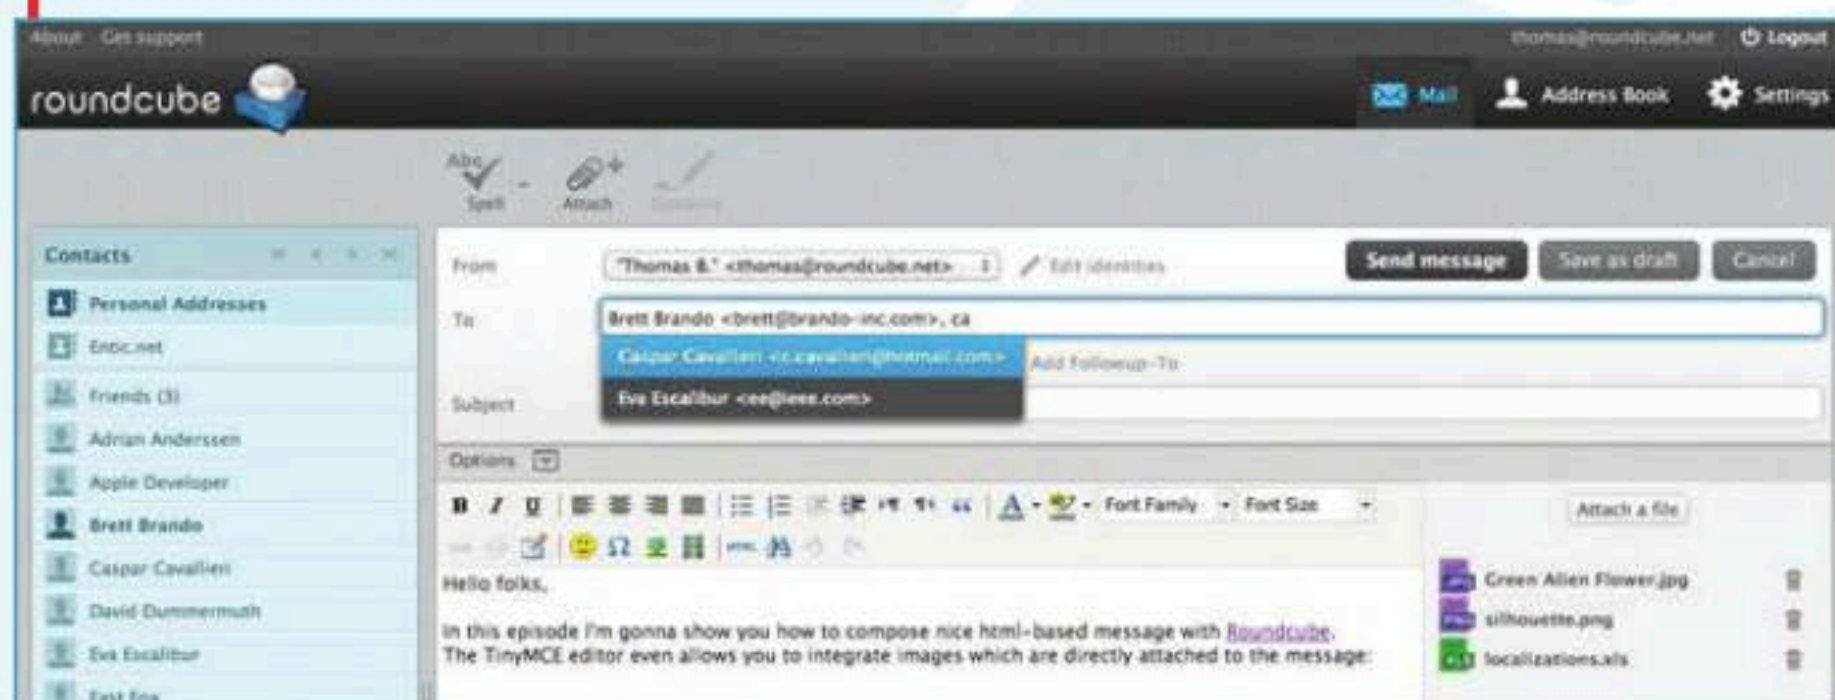 About Get support
thomas@roundcube.net Logout
roundcube
Mail Address Book Settings
Abc
Spell Attach
Contacts
Personal Addresses
Entic.net
Friends (3)
Adrian Anderssen
Apple Developer
Brett Brando
Caspar Cavallieri
David Dummermuth
Eva Escalibur
From "Thomas B." <thomas@roundcube.net> Edit identities
Send message Save as draft Cancel
To Brett Brando <brett@brando-inc.com>, ca
Caspar Cavallieri <c.cavallieri@hotmail.com>
Add Followup-To
Eva Escalibur <ee@ieee.com>
Subject
Options
B I U A Font Family Font Size
Ω HTML
Hello folks,
In this episode I'm gonna show you how to compose nice html-based message with Roundcube.
The TinyMCE editor even allows you to integrate images which are directly attached to the message:
Attach a file
Green Alien Flower.jpg
silhouette.png
localizations.xls